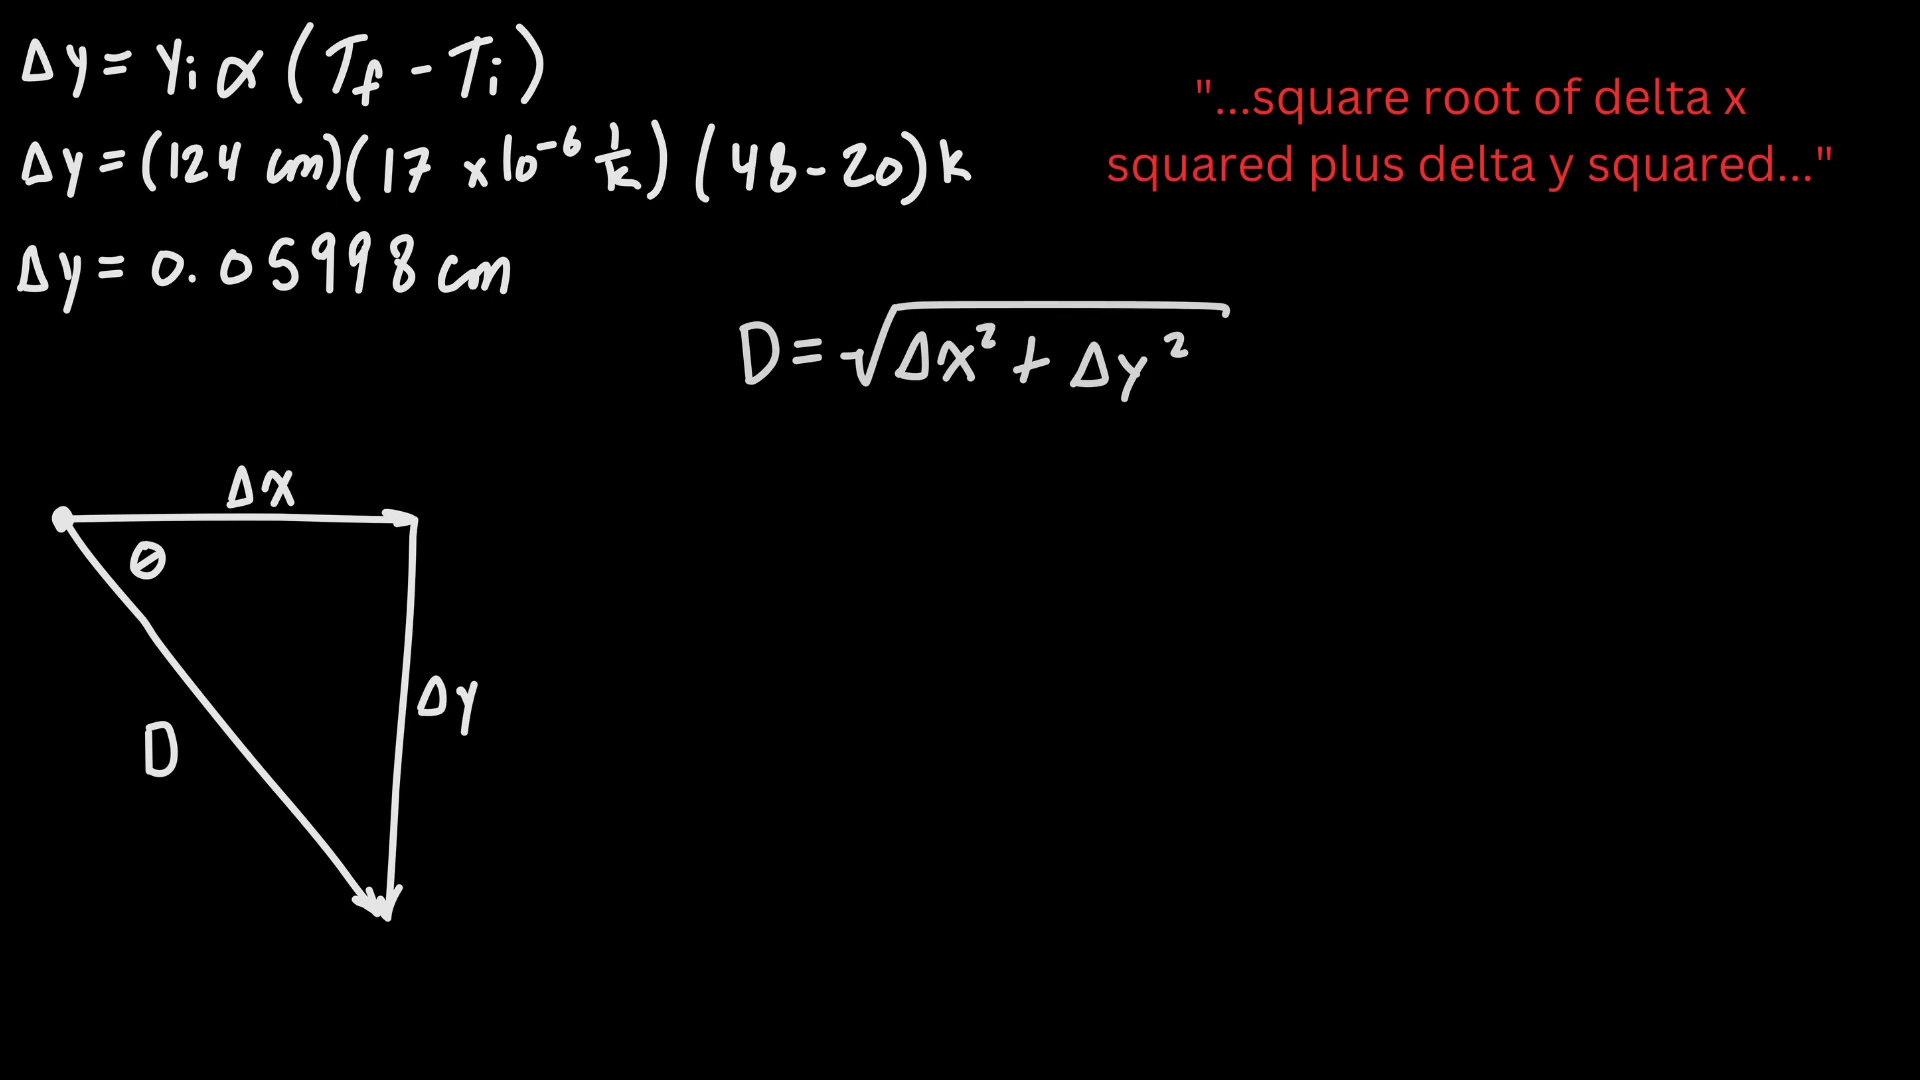 Δy = yi α (Tf - Ti)
Δy = (124 cm)(17 x10⁻⁶ 1/k) (48-20)k
Δy = 0.05998 cm
"...square root of delta x
squared plus delta y squared..."
D = √Δx² + Δy²
Δx
θ
Δy
D